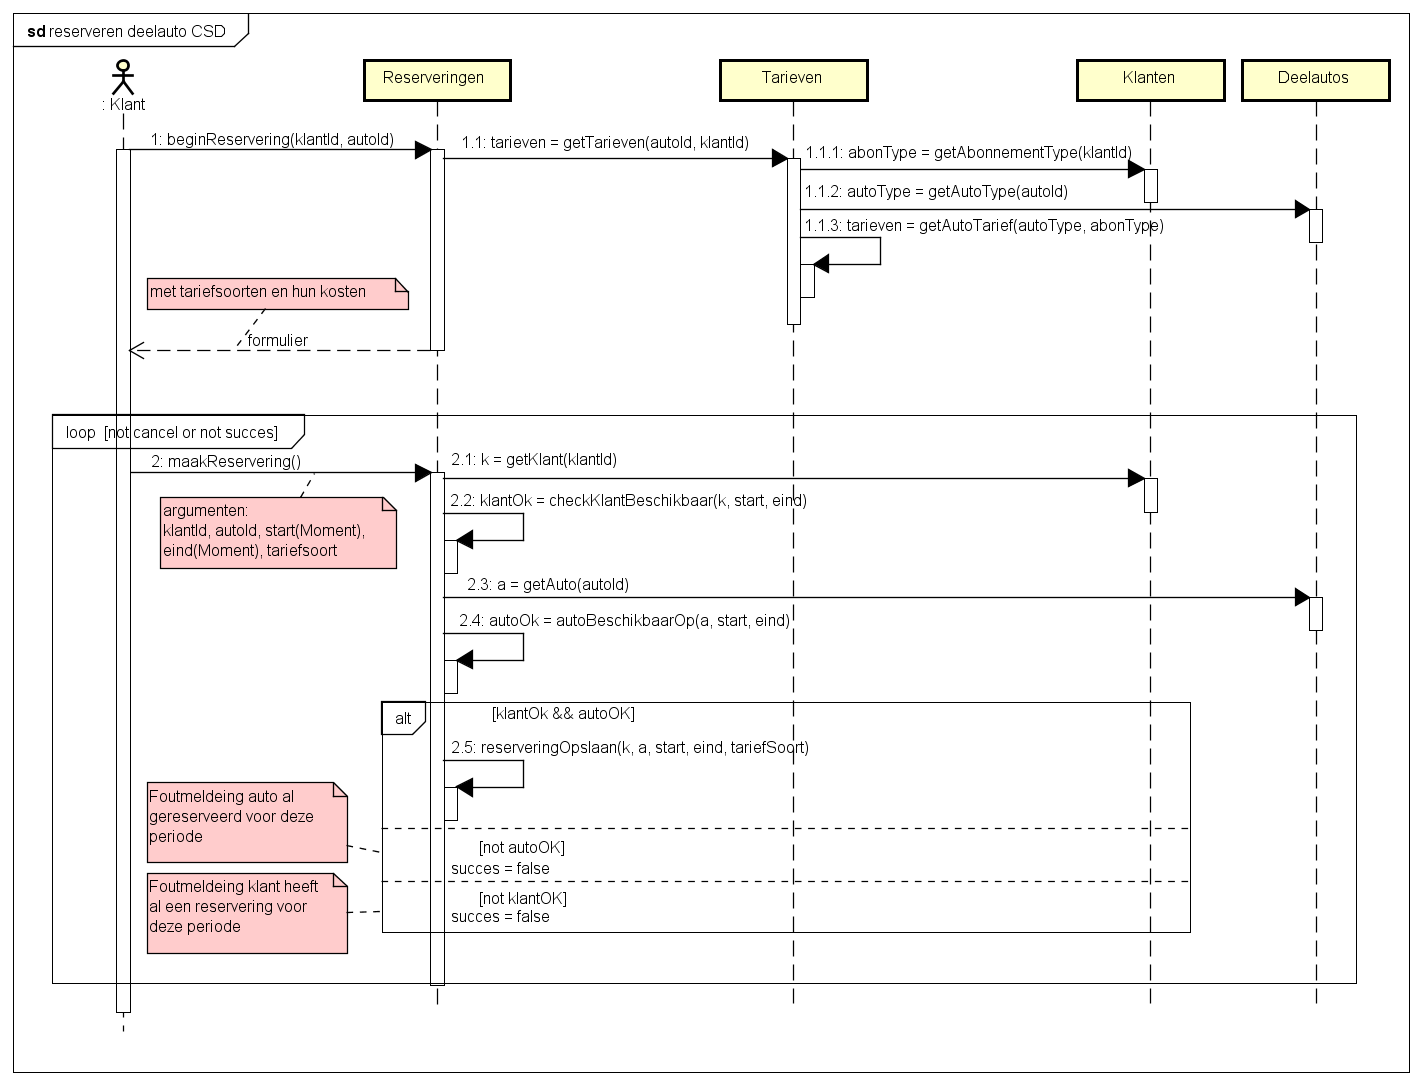 sd reserveren deelauto CSD
: Klant
Reserveringen
Tarieven
Klanten
Deelautos
1: beginReservering(klantId, autoId)
1.1: tarieven = getTarieven(autoId, klantId)
1.1.1: abonType = getAbonnementType(klantId)
1.1.2: autoType = getAutoType(autoId)
1.1.3: tarieven = getAutoTarief(autoType, abonType)
met tariefsoorten en hun kosten
formulier
loop [not cancel or not succes]
2: maakReservering()
2.1: k = getKlant(klantId)
argumenten:
klantId, autoId, start(Moment),
eind(Moment), tariefsoort
2.2: klantOk = checkKlantBeschikbaar(k, start, eind)
2.3: a = getAuto(autoId)
2.4: autoOk = autoBeschikbaarOp(a, start, eind)
alt
[klantOk && autoOK]
2.5: reserveringOpslaan(k, a, start, eind, tariefSoort)
Foutmeldeing auto al
gereserveerd voor deze
periode
[not autoOK]
succes = false
Foutmeldeing klant heeft
al een reservering voor
deze periode
[not klantOK]
succes = false